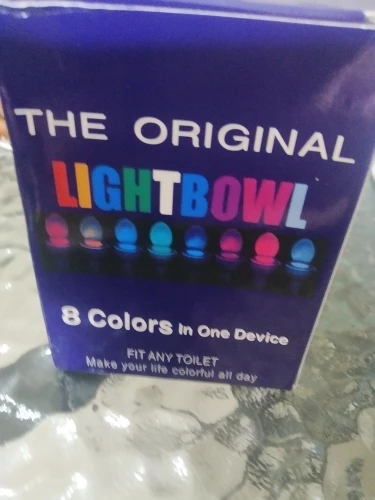 THE ORIGINAL
LIGHTBOWL
8 Colors In One Device
FIT ANY TOILET
Make your life colorful all day